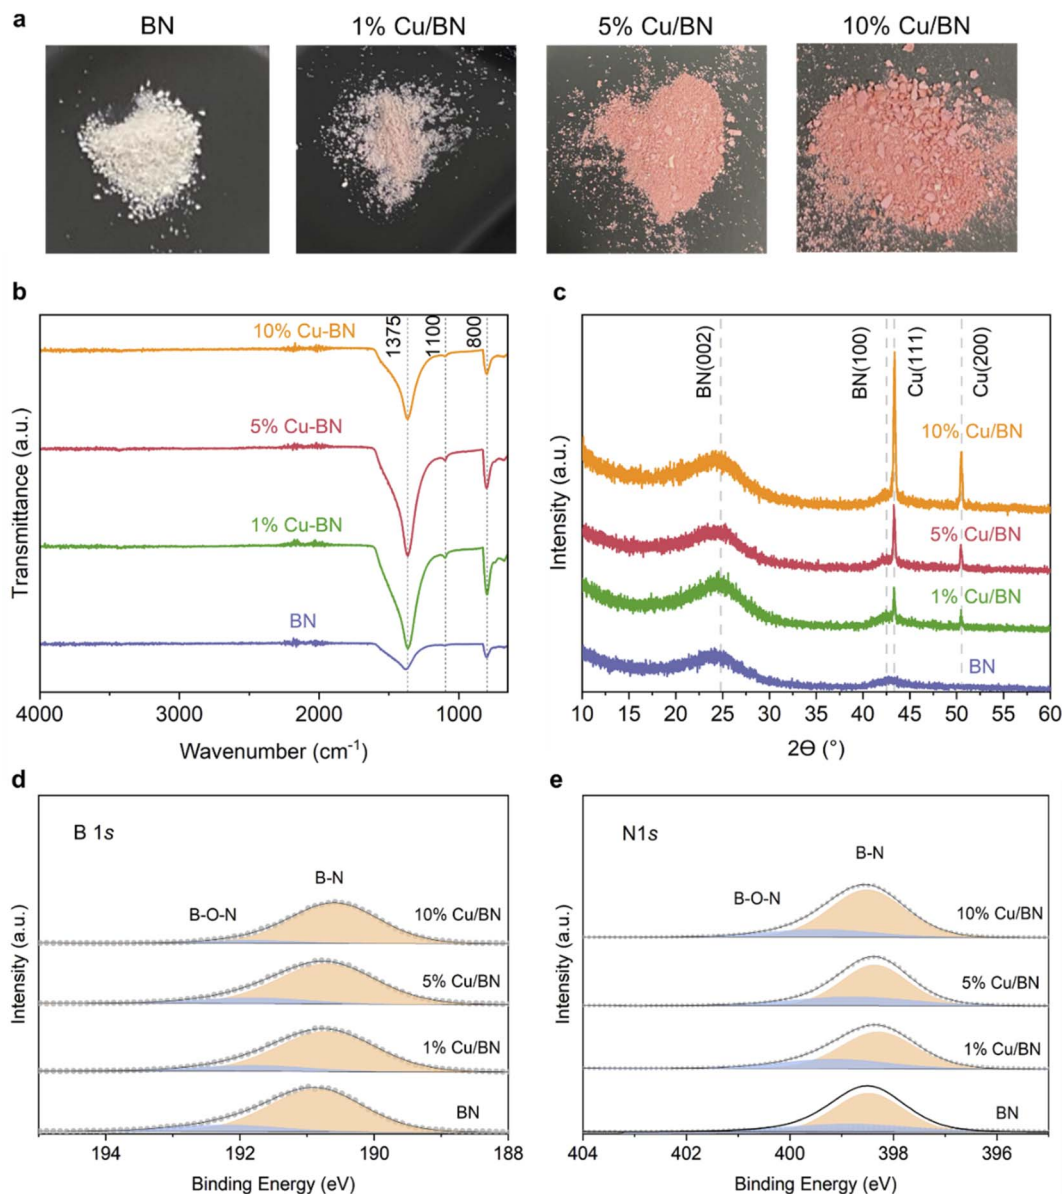 a
BN
1% Cu/BN
5% Cu/BN
10% Cu/BN
b
1375
1100
800
10% Cu-BN
5% Cu-BN
1% Cu-BN
BN
Transmittance (a.u.)
4000
3000
2000
1000
Wavenumber (cm⁻¹)
c
BN(002)
BN(100)
Cu(111)
Cu(200)
10% Cu/BN
5% Cu/BN
1% Cu/BN
BN
Intensity (a.u.)
10
15
20
25
30
35
40
45
50
55
60
2Θ (°)
d
B 1s
B-N
B-O-N
10% Cu/BN
5% Cu/BN
1% Cu/BN
BN
Intensity (a.u.)
194
192
190
188
Binding Energy (eV)
e
N1s
B-N
B-O-N
10% Cu/BN
5% Cu/BN
1% Cu/BN
BN
Intensity (a.u.)
404
402
400
398
396
Binding Energy (eV)